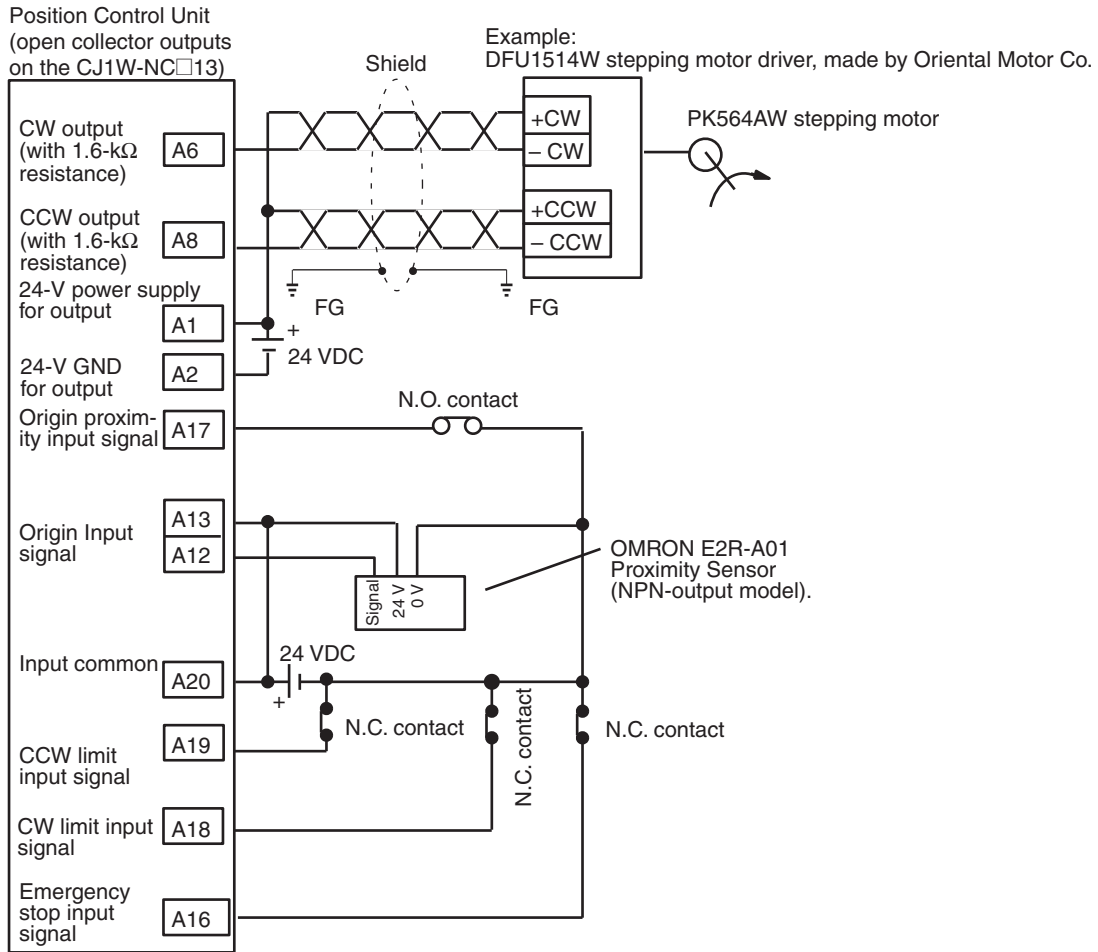 Position Control Unit
(open collector outputs
on the CJ1W-NC□13)
Example:
DFU1514W stepping motor driver, made by Oriental Motor Co.
Shield
CW output
(with 1.6-kΩ
resistance)
A6
+CW
– CW
PK564AW stepping motor
CCW output
(with 1.6-kΩ
resistance)
A8
+CCW
– CCW
FG
FG
24-V power supply
for output
A1
+
24 VDC
24-V GND
for output
A2
Origin proxim-
ity input signal
A17
N.O. contact
Origin Input
signal
A13
A12
Signal
24 V
0 V
OMRON E2R-A01
Proximity Sensor
(NPN-output model).
Input common
A20
24 VDC
+
N.C. contact
N.C. contact
N.C. contact
CCW limit
input signal
A19
CW limit input
signal
A18
Emergency
stop input
signal
A16